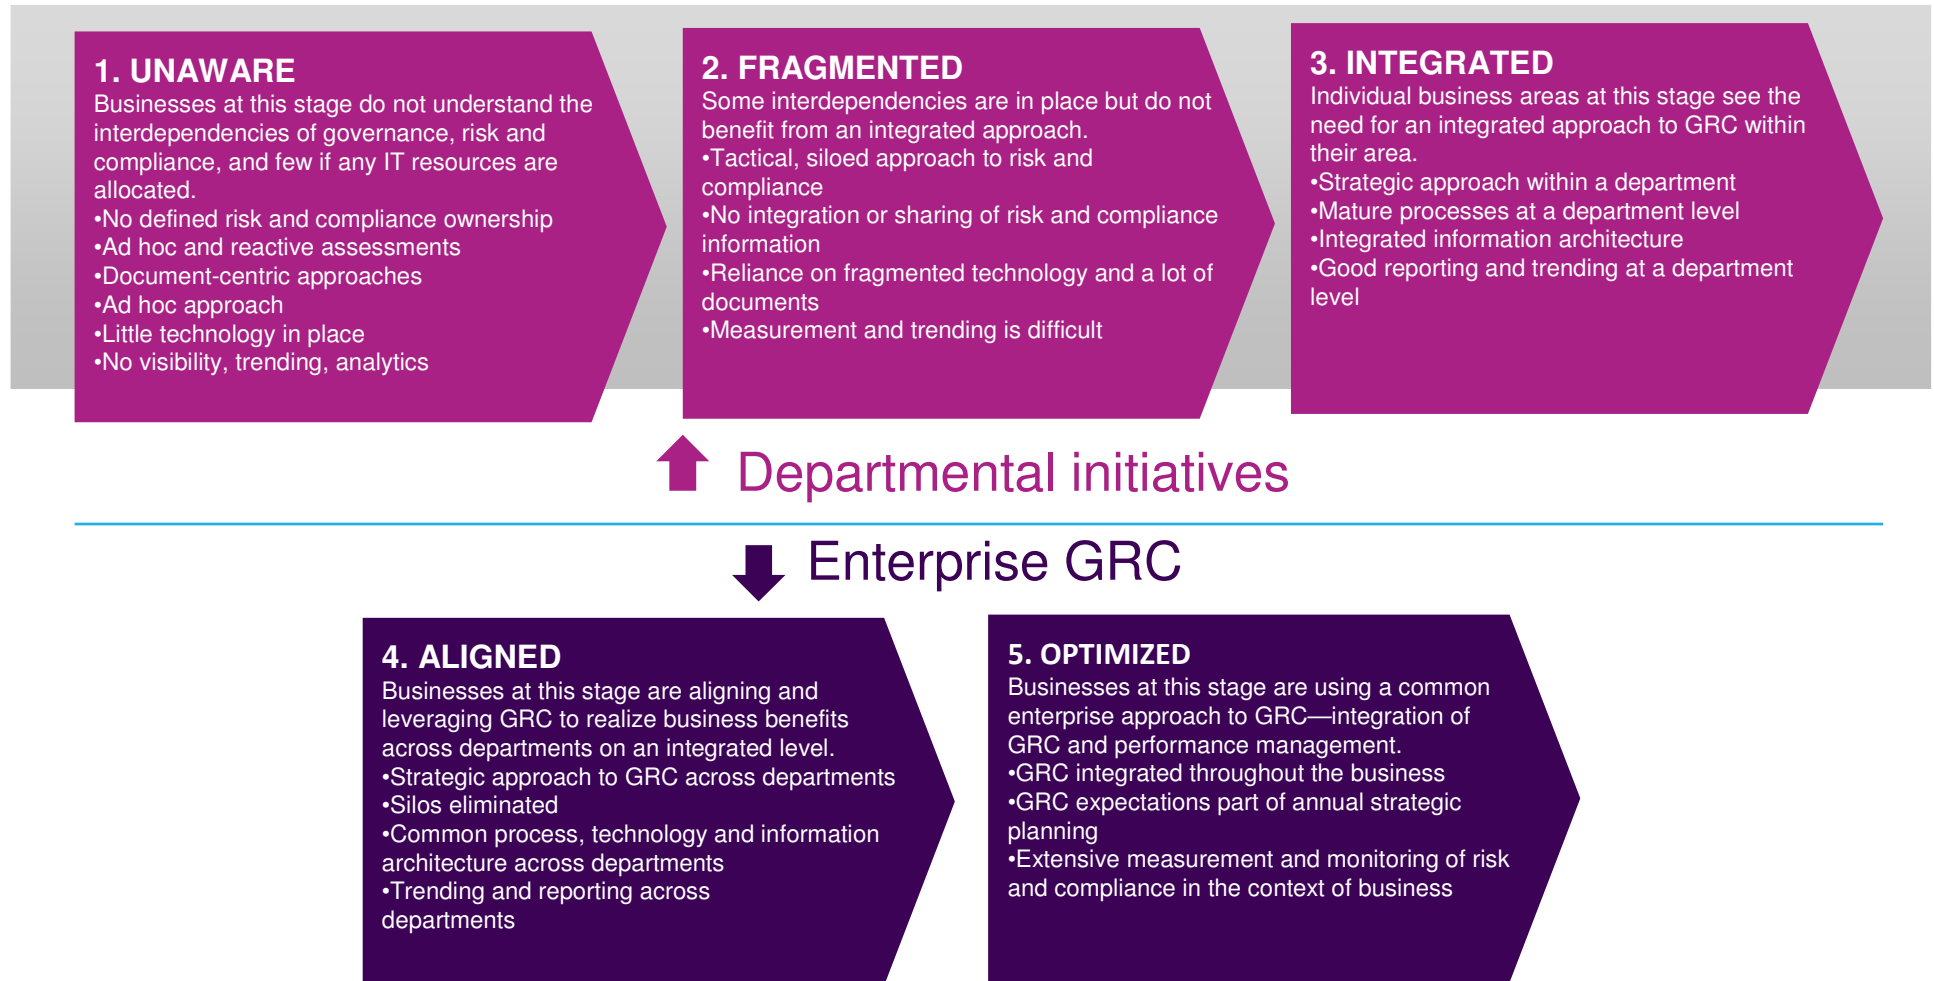 1. UNAWARE
Businesses at this stage do not understand the
interdependencies of governance, risk and
compliance, and few if any IT resources are
allocated.
•No defined risk and compliance ownership
•Ad hoc and reactive assessments
•Document-centric approaches
•Ad hoc approach
•Little technology in place
•No visibility, trending, analytics
2. FRAGMENTED
Some interdependencies are in place but do not
benefit from an integrated approach.
•Tactical, siloed approach to risk and
compliance
•No integration or sharing of risk and compliance
information
•Reliance on fragmented technology and a lot of
documents
•Measurement and trending is difficult
3. INTEGRATED
Individual business areas at this stage see the
need for an integrated approach to GRC within
their area.
•Strategic approach within a department
•Mature processes at a department level
•Integrated information architecture
•Good reporting and trending at a department
level
Departmental initiatives
Enterprise GRC
4. ALIGNED
Businesses at this stage are aligning and
leveraging GRC to realize business benefits
across departments on an integrated level.
•Strategic approach to GRC across departments
•Silos eliminated
•Common process, technology and information
architecture across departments
•Trending and reporting across
departments
5. OPTIMIZED
Businesses at this stage are using a common
enterprise approach to GRC—integration of
GRC and performance management.
•GRC integrated throughout the business
•GRC expectations part of annual strategic
planning
•Extensive measurement and monitoring of risk
and compliance in the context of business